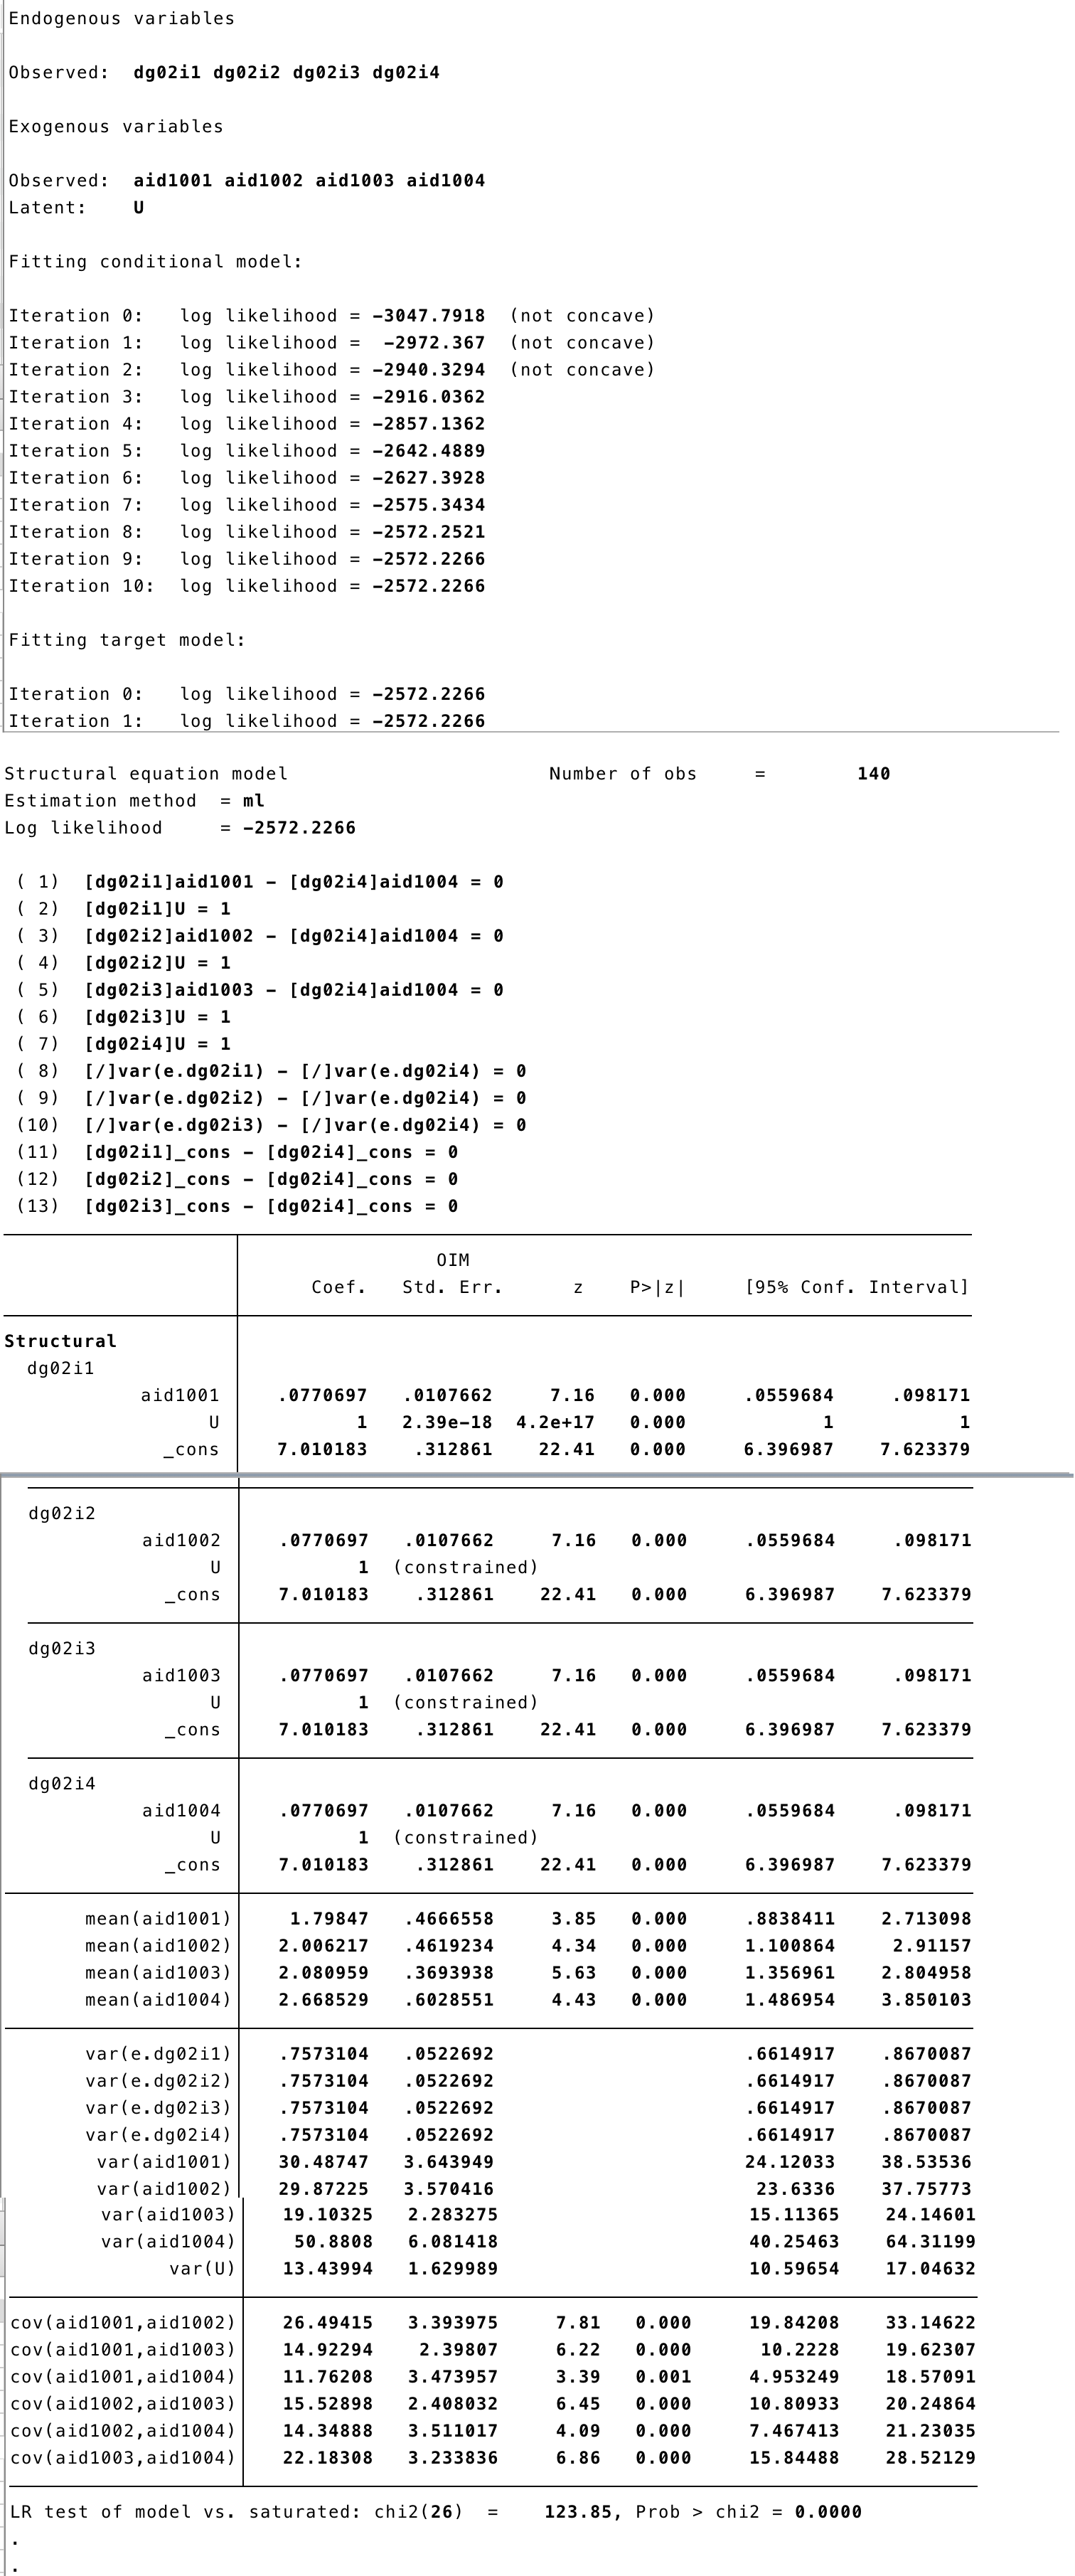 Endogenous variables
Observed: dg02i1 dg02i2 dg02i3 dg02i4
Exogenous variables
Observed: aid1001 aid1002 aid1003 aid1004
Latent: U
Fitting conditional model:
Iteration 0: log likelihood = -3047.7918 (not concave)
Iteration 1: log likelihood = -2972.367 (not concave)
Iteration 2: log likelihood = -2940.3294 (not concave)
Iteration 3: log likelihood = -2916.0362
Iteration 4: log likelihood = -2857.1362
Iteration 5: log likelihood = -2642.4889
Iteration 6: log likelihood = -2627.3928
Iteration 7: log likelihood = -2575.3434
Iteration 8: log likelihood = -2572.2521
Iteration 9: log likelihood = -2572.2266
Iteration 10: log likelihood = -2572.2266
Fitting target model:
Iteration 0: log likelihood = -2572.2266
Iteration 1: log likelihood = -2572.2266
Structural equation model Number of obs = 140
Estimation method = ml
Log likelihood = -2572.2266
( 1) [dg02i1]aid1001 - [dg02i4]aid1004 = 0
( 2) [dg02i1]U = 1
( 3) [dg02i2]aid1002 - [dg02i4]aid1004 = 0
( 4) [dg02i2]U = 1
( 5) [dg02i3]aid1003 - [dg02i4]aid1004 = 0
( 6) [dg02i3]U = 1
( 7) [dg02i4]U = 1
( 8) [/]var(e.dg02i1) - [/]var(e.dg02i4) = 0
( 9) [/]var(e.dg02i2) - [/]var(e.dg02i4) = 0
(10) [/]var(e.dg02i3) - [/]var(e.dg02i4) = 0
(11) [dg02i1]_cons - [dg02i4]_cons = 0
(12) [dg02i2]_cons - [dg02i4]_cons = 0
(13) [dg02i3]_cons - [dg02i4]_cons = 0
OIM
Coef. Std. Err. z P>|z| [95% Conf. Interval]
Structural
dg02i1
aid1001 .0770697 .0107662 7.16 0.000 .0559684 .098171
U 1 2.39e-18 4.2e+17 0.000 1 1
_cons 7.010183 .312861 22.41 0.000 6.396987 7.623379
dg02i2
aid1002 .0770697 .0107662 7.16 0.000 .0559684 .098171
U 1 (constrained)
_cons 7.010183 .312861 22.41 0.000 6.396987 7.623379
dg02i3
aid1003 .0770697 .0107662 7.16 0.000 .0559684 .098171
U 1 (constrained)
_cons 7.010183 .312861 22.41 0.000 6.396987 7.623379
dg02i4
aid1004 .0770697 .0107662 7.16 0.000 .0559684 .098171
U 1 (constrained)
_cons 7.010183 .312861 22.41 0.000 6.396987 7.623379
mean(aid1001) 1.79847 .4666558 3.85 0.000 .8838411 2.713098
mean(aid1002) 2.006217 .4619234 4.34 0.000 1.100864 2.91157
mean(aid1003) 2.080959 .3693938 5.63 0.000 1.356961 2.804958
mean(aid1004) 2.668529 .6028551 4.43 0.000 1.486954 3.850103
var(e.dg02i1) .7573104 .0522692 .6614917 .8670087
var(e.dg02i2) .7573104 .0522692 .6614917 .8670087
var(e.dg02i3) .7573104 .0522692 .6614917 .8670087
var(e.dg02i4) .7573104 .0522692 .6614917 .8670087
var(aid1001) 30.48747 3.643949 24.12033 38.53536
var(aid1002) 29.87225 3.570416 23.6336 37.75773
var(aid1003) 19.10325 2.283275 15.11365 24.14601
var(aid1004) 50.8808 6.081418 40.25463 64.31199
var(U) 13.43994 1.629989 10.59654 17.04632
cov(aid1001,aid1002) 26.49415 3.393975 7.81 0.000 19.84208 33.14622
cov(aid1001,aid1003) 14.92294 2.39807 6.22 0.000 10.2228 19.62307
cov(aid1001,aid1004) 11.76208 3.473957 3.39 0.001 4.953249 18.57091
cov(aid1002,aid1003) 15.52898 2.408032 6.45 0.000 10.80933 20.24864
cov(aid1002,aid1004) 14.34888 3.511017 4.09 0.000 7.467413 21.23035
cov(aid1003,aid1004) 22.18308 3.233836 6.86 0.000 15.84488 28.52129
LR test of model vs. saturated: chi2(26) = 123.85, Prob > chi2 = 0.0000
.
.